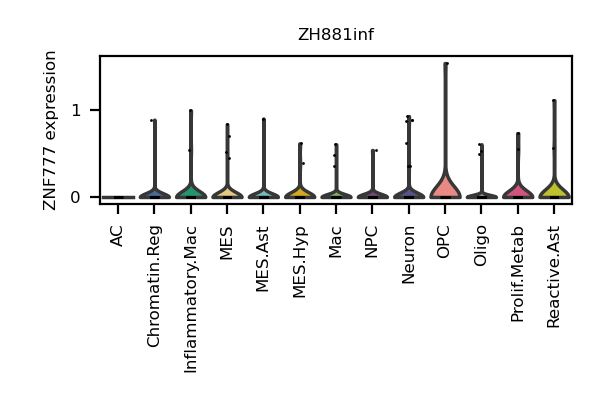 ZH881inf
ZNF777 expression
1
0
AC
Chromatin.Reg
Inflammatory.Mac
MES
MES.Ast
MES.Hyp
Mac
NPC
Neuron
OPC
Oligo
Prolif.Metab
Reactive.Ast